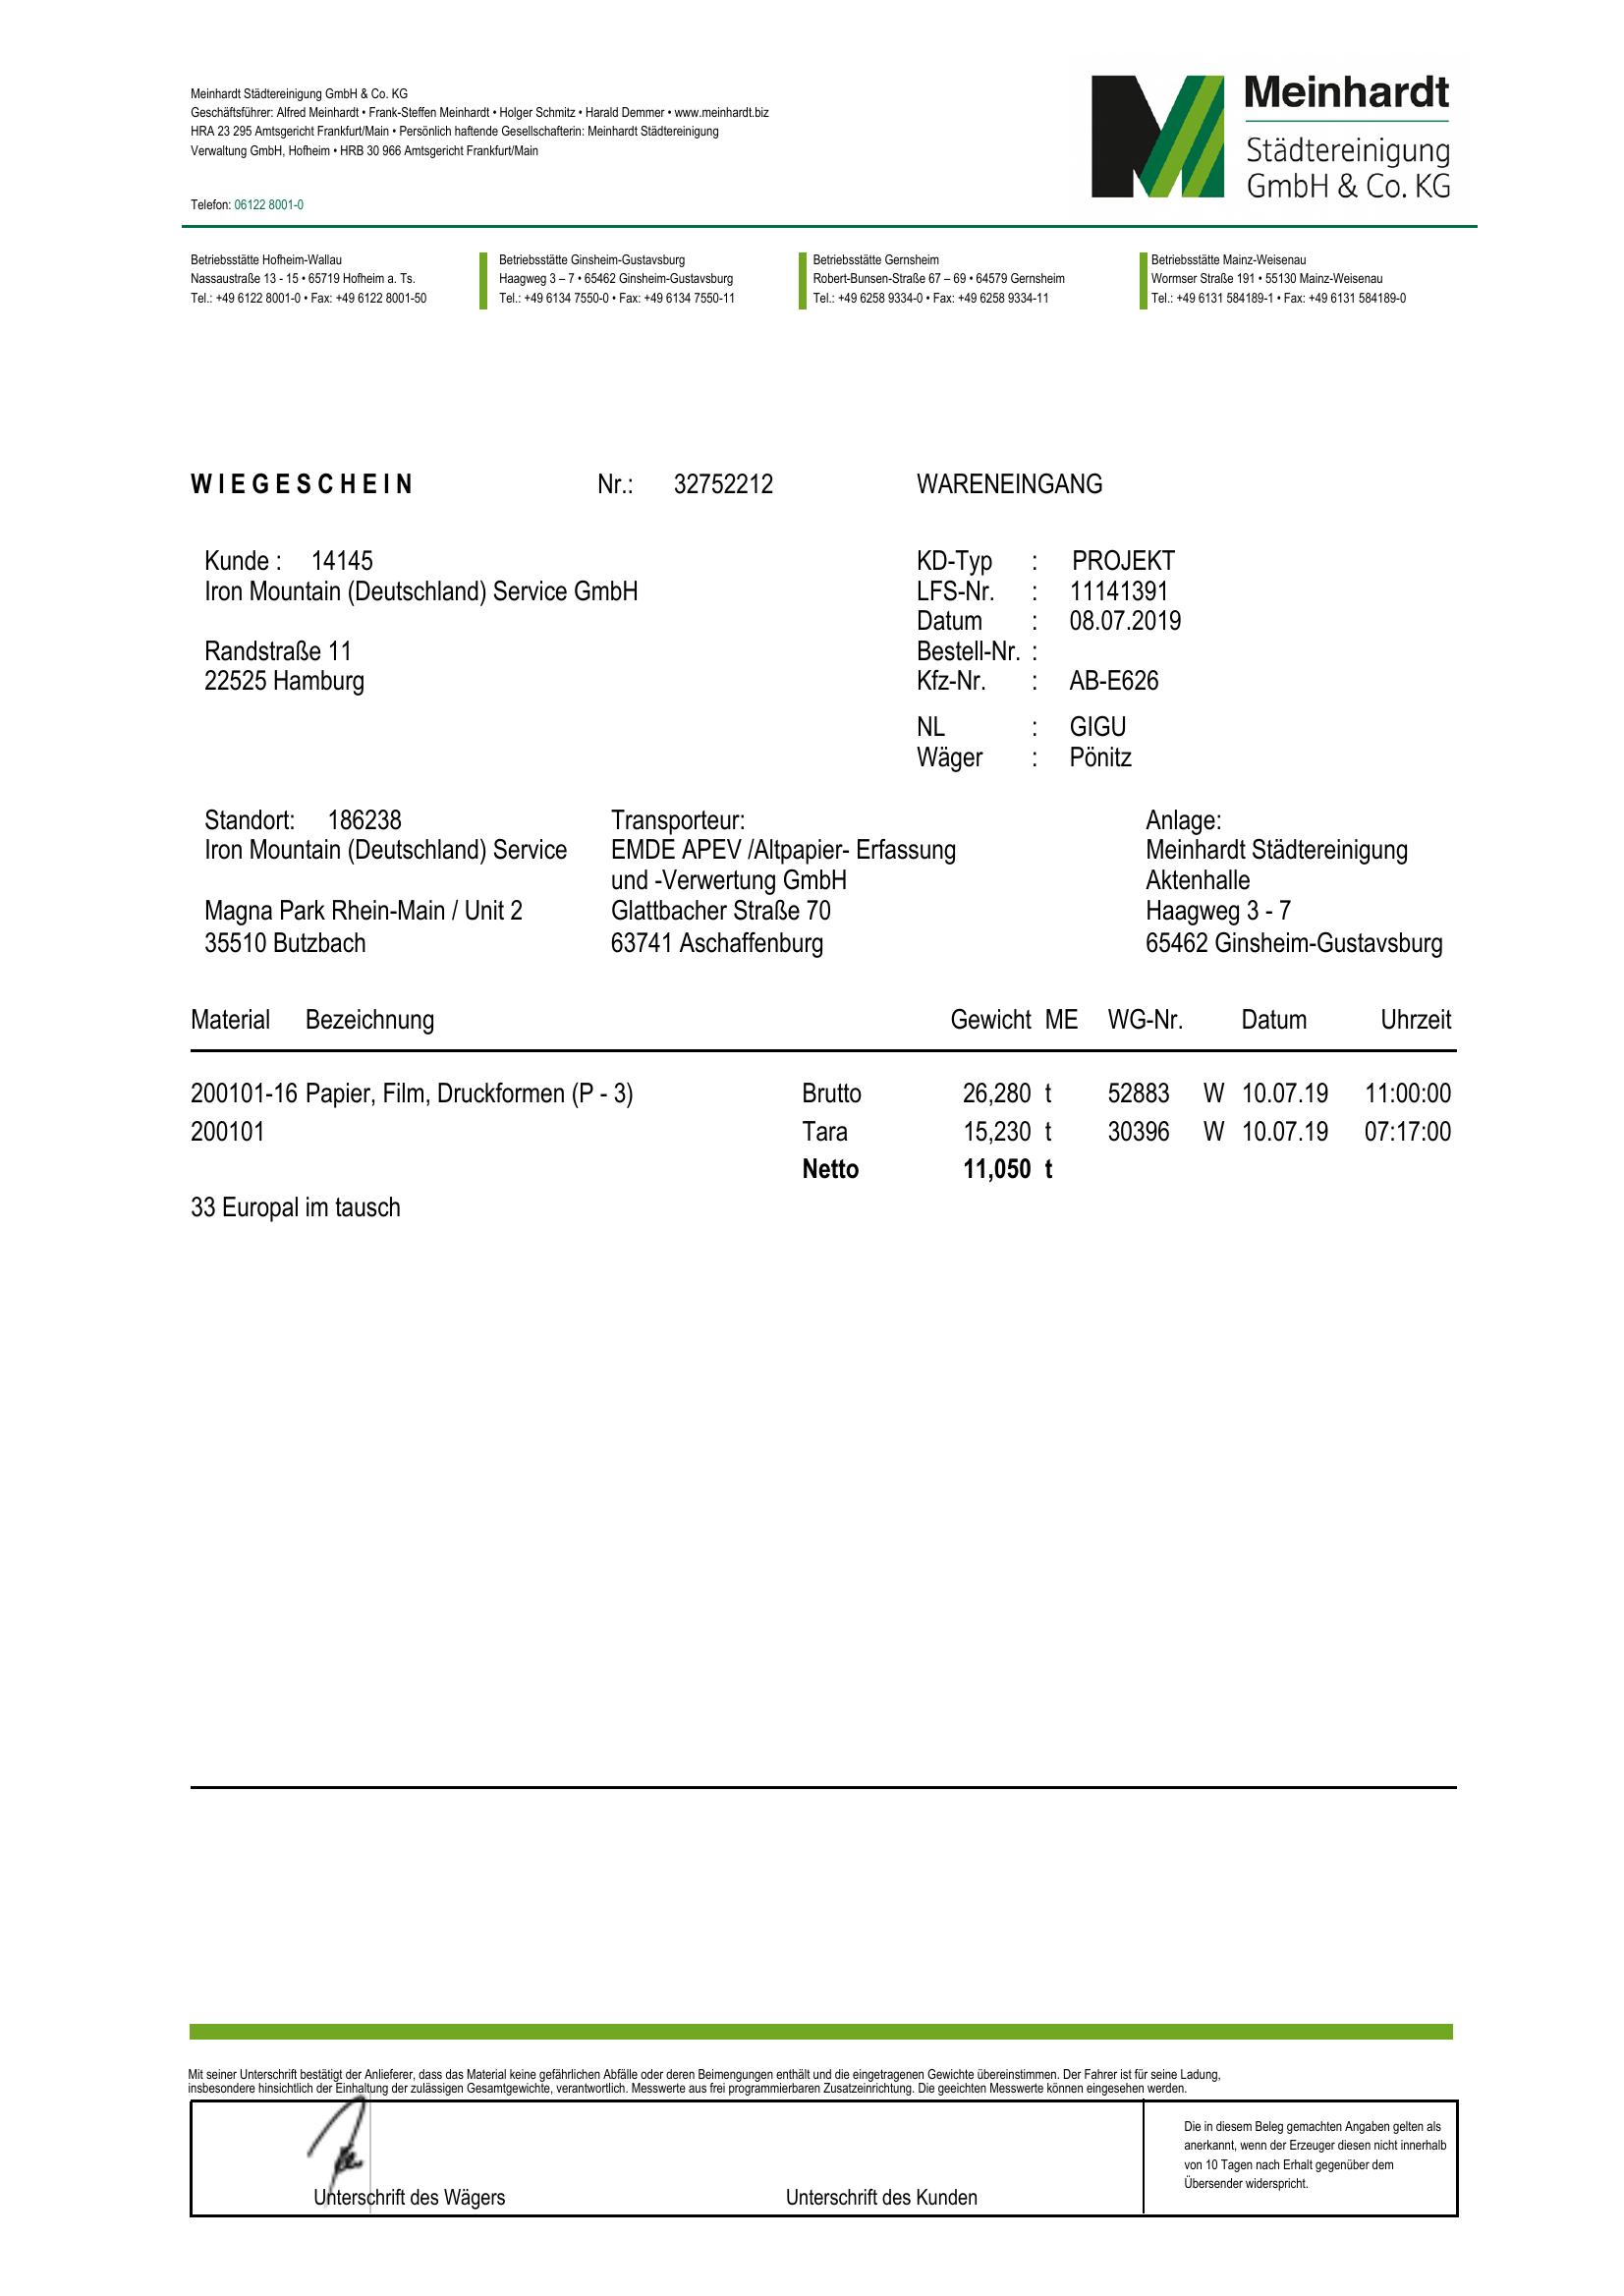 Meinhardt Städtereinigung GmbH & Co. KG
Geschäftsführer: Alfred Meinhardt • Frank-Steffen Meinhardt • Holger Schmitz • Harald Demmer • www.meinhardt.biz
HRA 23 295 Amtsgericht Frankfurt/Main • Persönlich haftende Gesellschafterin: Meinhardt Städtereinigung
Verwaltung GmbH, Hofheim • HRB 30 966 Amtsgericht Frankfurt/Main
Telefon: 06122 8001-0
Meinhardt
Städtereinigung
GmbH & Co. KG
Betriebsstätte Hofheim-Wallau
Nassaustraße 13 - 15 • 65719 Hofheim a. Ts.
Tel.: +49 6122 8001-0 • Fax: +49 6122 8001-50
Betriebsstätte Ginsheim-Gustavsburg
Haagweg 3 – 7 • 65462 Ginsheim-Gustavsburg
Tel.: +49 6134 7550-0 • Fax: +49 6134 7550-11
Betriebsstätte Gernsheim
Robert-Bunsen-Straße 67 – 69 • 64579 Gernsheim
Tel.: +49 6258 9334-0 • Fax: +49 6258 9334-11
Betriebsstätte Mainz-Weisenau
Wormser Straße 191 • 55130 Mainz-Weisenau
Tel.: +49 6131 584189-1 • Fax: +49 6131 584189-0
WIEGESCHEIN Nr.: 32752212 WARENEINGANG
Kunde : 14145
Iron Mountain (Deutschland) Service GmbH
Randstraße 11
22525 Hamburg
KD-Typ : PROJEKT
LFS-Nr. : 11141391
Datum : 08.07.2019
Bestell-Nr. :
Kfz-Nr. : AB-E626
NL : GIGU
Wäger : Pönitz
Standort: 186238
Iron Mountain (Deutschland) Service
Magna Park Rhein-Main / Unit 2
35510 Butzbach
Transporteur:
EMDE APEV /Altpapier- Erfassung
und -Verwertung GmbH
Glattbacher Straße 70
63741 Aschaffenburg
Anlage:
Meinhardt Städtereinigung
Aktenhalle
Haagweg 3 - 7
65462 Ginsheim-Gustavsburg
Material Bezeichnung Gewicht ME WG-Nr. Datum Uhrzeit
200101-16 Papier, Film, Druckformen (P - 3) Brutto 26,280 t 52883 W 10.07.19 11:00:00
200101 Tara 15,230 t 30396 W 10.07.19 07:17:00
Netto 11,050 t
33 Europal im tausch
Mit seiner Unterschrift bestätigt der Anlieferer, dass das Material keine gefährlichen Abfälle oder deren Beimengungen enthält und die eingetragenen Gewichte übereinstimmen. Der Fahrer ist für seine Ladung,
insbesondere hinsichtlich der Einhaltung der zulässigen Gesamtgewichte, verantwortlich. Messwerte aus frei programmierbaren Zusatzeinrichtung. Die geeichten Messwerte können eingesehen werden.
Unterschrift des Wägers
Unterschrift des Kunden
Die in diesem Beleg gemachten Angaben gelten als
anerkannt, wenn der Erzeuger diesen nicht innerhalb
von 10 Tagen nach Erhalt gegenüber dem
Übersender widerspricht.